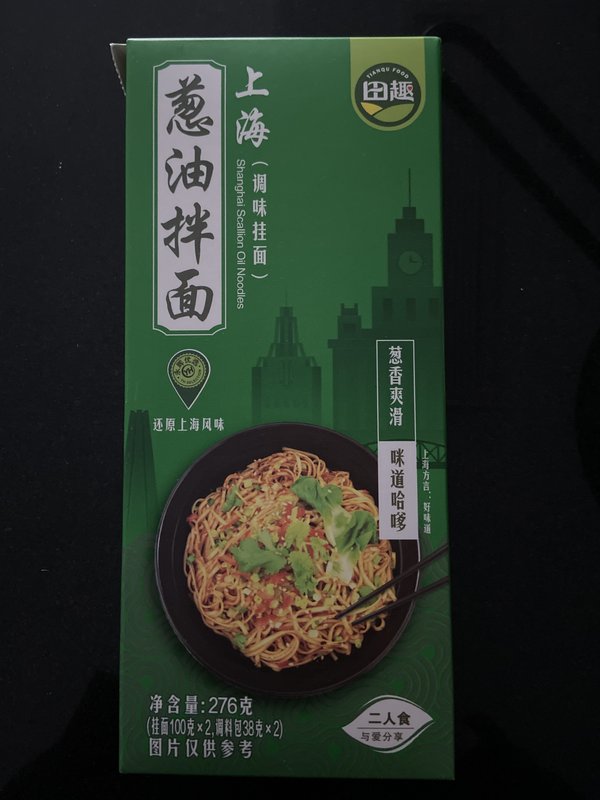 TIANQU FOOD
田趣
上海
葱油拌面
(调味挂面)
Shanghai Scallion Oil Noodles
还原上海风味
葱香爽滑
咪道哈嗲
上海方言：好味道
净含量:276克
(挂面100克×2,调料包38克×2)
图片仅供参考
二人食
与爱分享